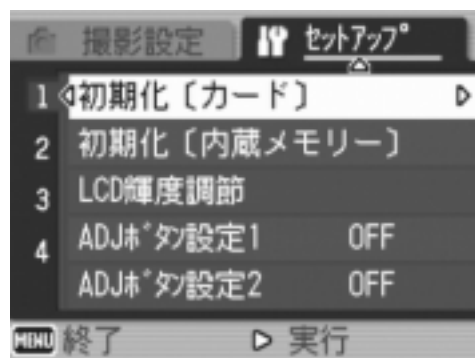 撮影設定 セットアップ
1 初期化〔カード〕
2 初期化〔内蔵メモリー〕
3 LCD輝度調節
4 ADJボタン設定1 OFF
ADJボタン設定2 OFF
MENU 終了 実行